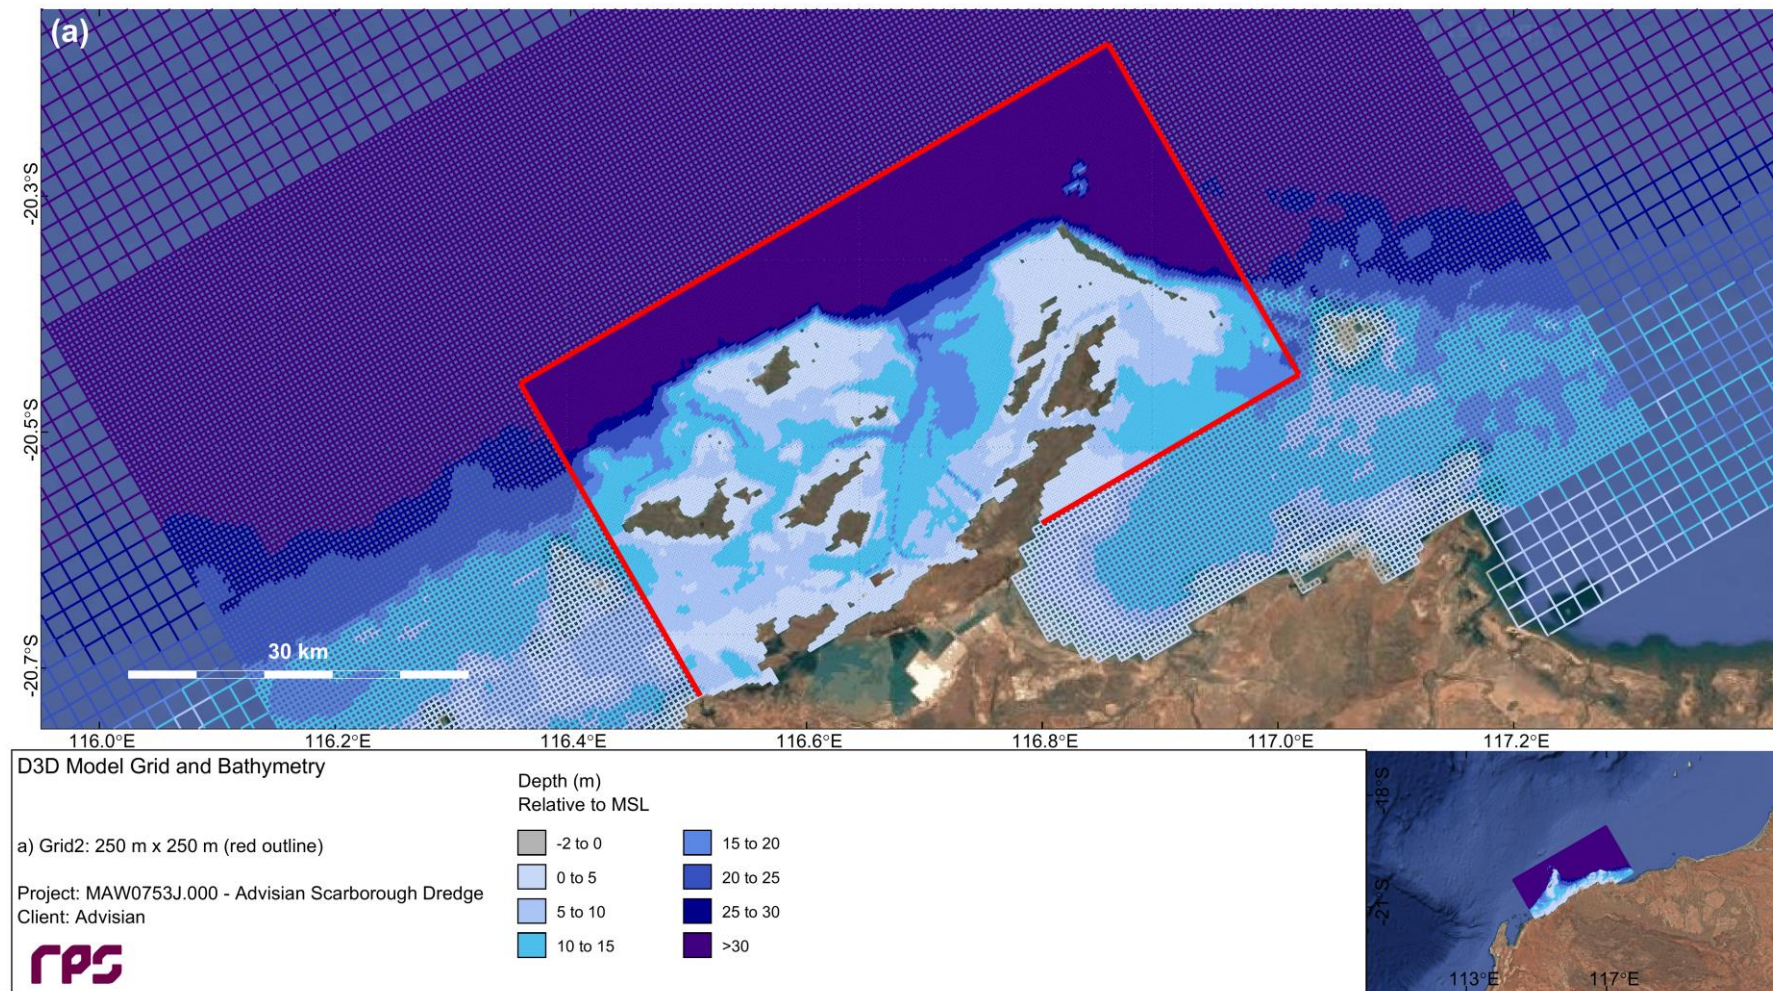 (a)
-20.3°S
-20.5°S
-20.7°S
30 km
116.0°E
116.2°E
116.4°E
116.6°E
116.8°E
117.0°E
117.2°E
D3D Model Grid and Bathymetry
a) Grid2: 250 m x 250 m (red outline)
Project: MAW0753J.000 - Advisian Scarborough Dredge
Client: Advisian
rps
Depth (m)
Relative to MSL
-2 to 0
0 to 5
5 to 10
10 to 15
15 to 20
20 to 25
25 to 30
>30
-18°S
-21°S
113°E
117°E